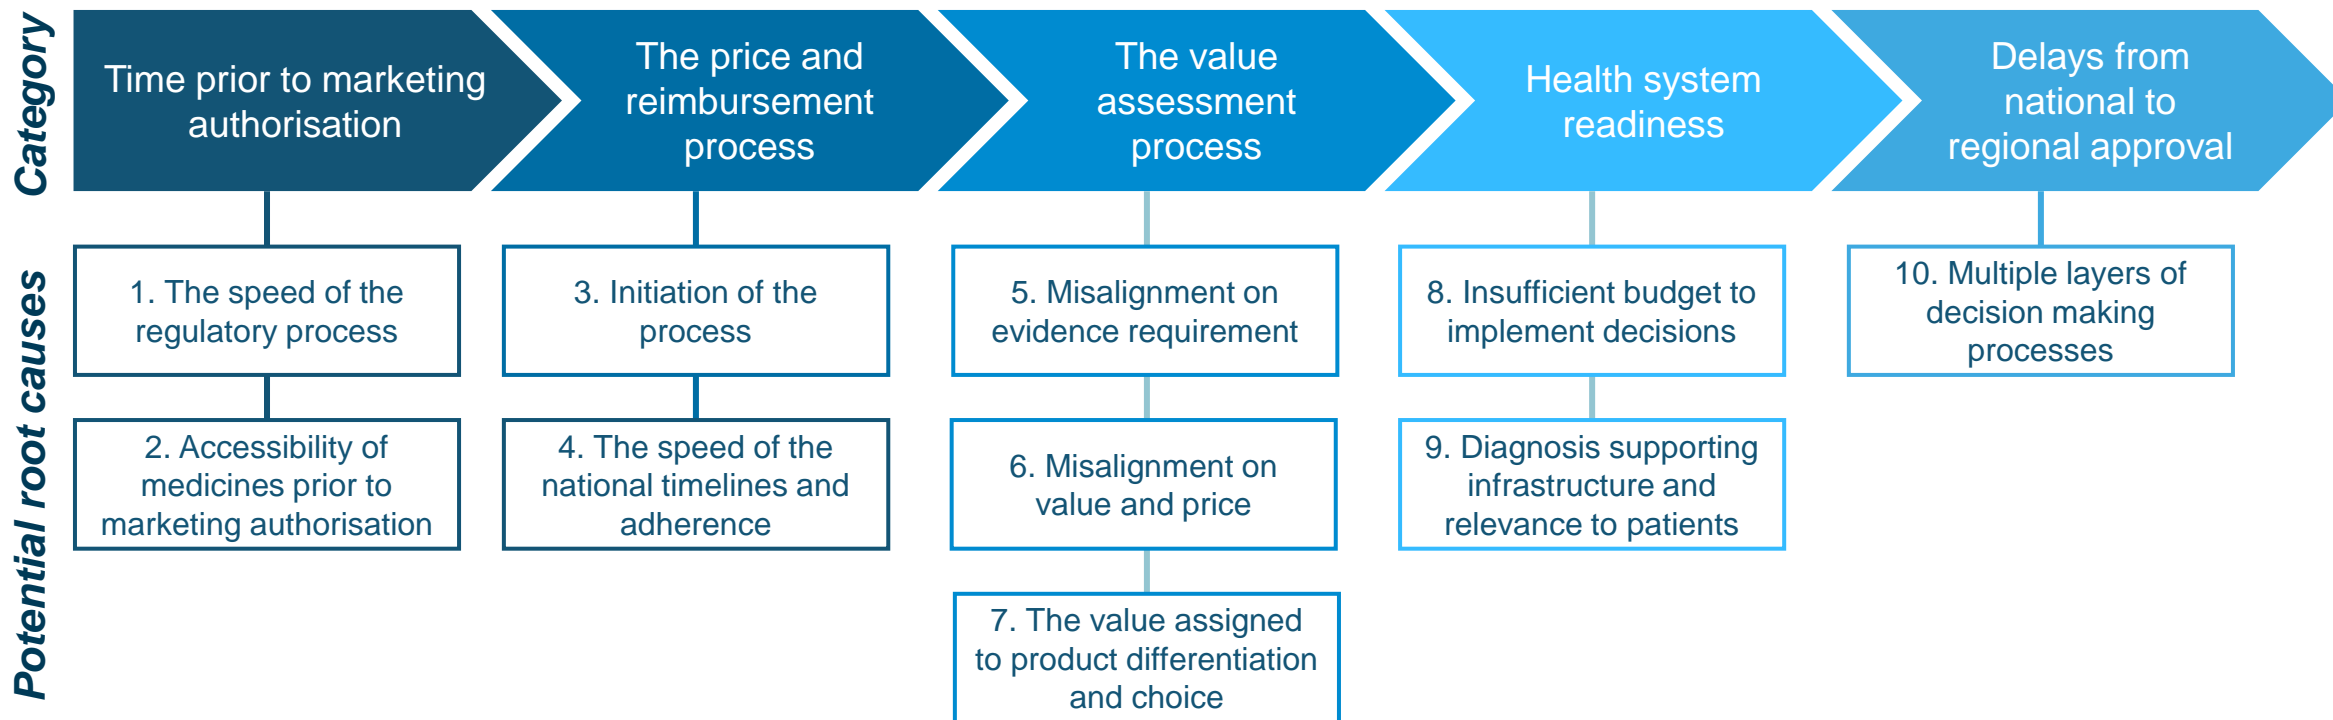 Category
Time prior to marketing
authorisation
The price and
reimbursement
process
The value
assessment
process
Health system
readiness
Delays from
national to
regional approval
Potential root causes
1. The speed of the
regulatory process
2. Accessibility of
medicines prior to
marketing authorisation
3. Initiation of the
process
4. The speed of the
national timelines and
adherence
5. Misalignment on
evidence requirement
6. Misalignment on
value and price
7. The value assigned
to product differentiation
and choice
8. Insufficient budget to
implement decisions
9. Diagnosis supporting
infrastructure and
relevance to patients
10. Multiple layers of
decision making
processes